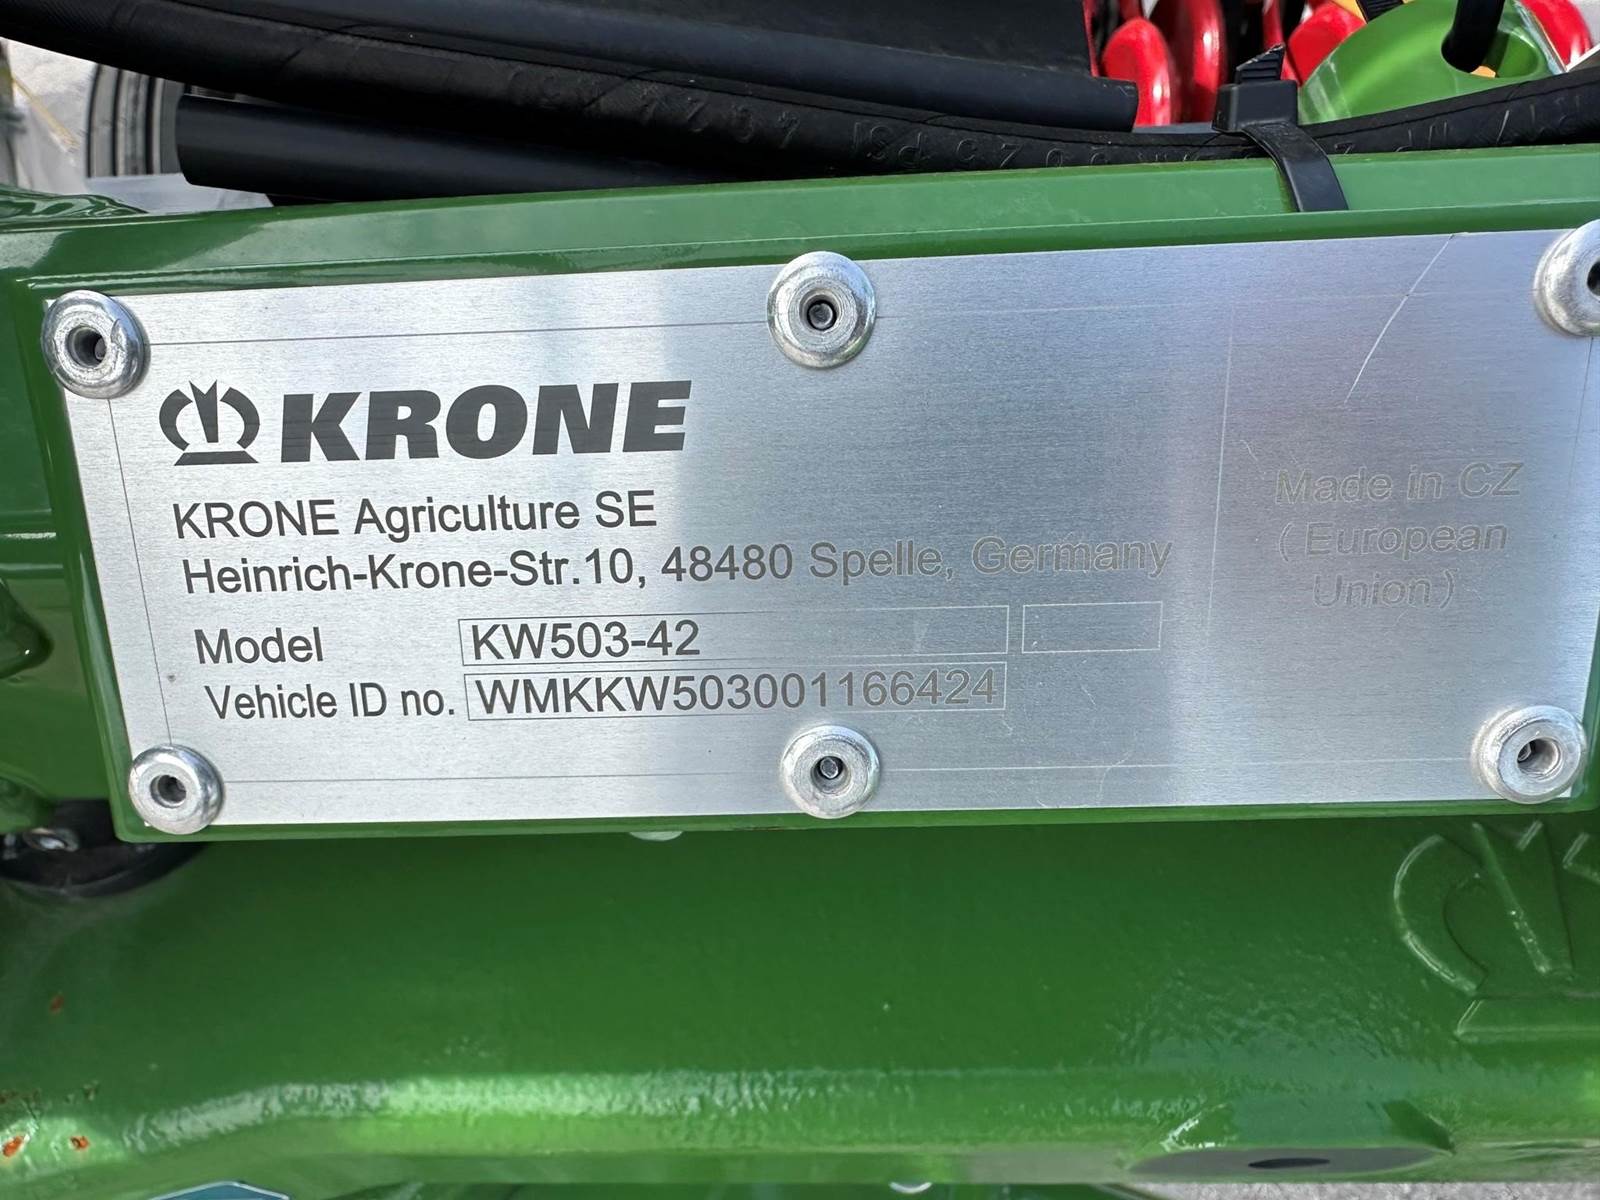 KRONE
KRONE Agriculture SE
Heinrich-Krone-Str.10, 48480 Spelle, Germany
Model KW503-42
Vehicle ID no. WMKKW503001166424
Made in CZ
(European
Union)